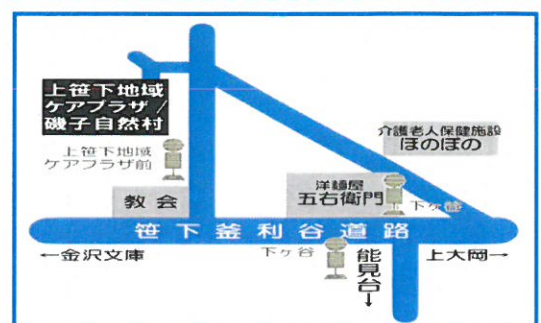 上笹下地域
ケアプラザ／
磯子自然村
上笹下地域
ケアプラザ前
介護老人保健施設
ほのぼの
教会
洋麺屋
五右衛門
下ケ笹
笹下釜利谷道路
←金沢文庫
下ケ谷
能見台→
上大岡→